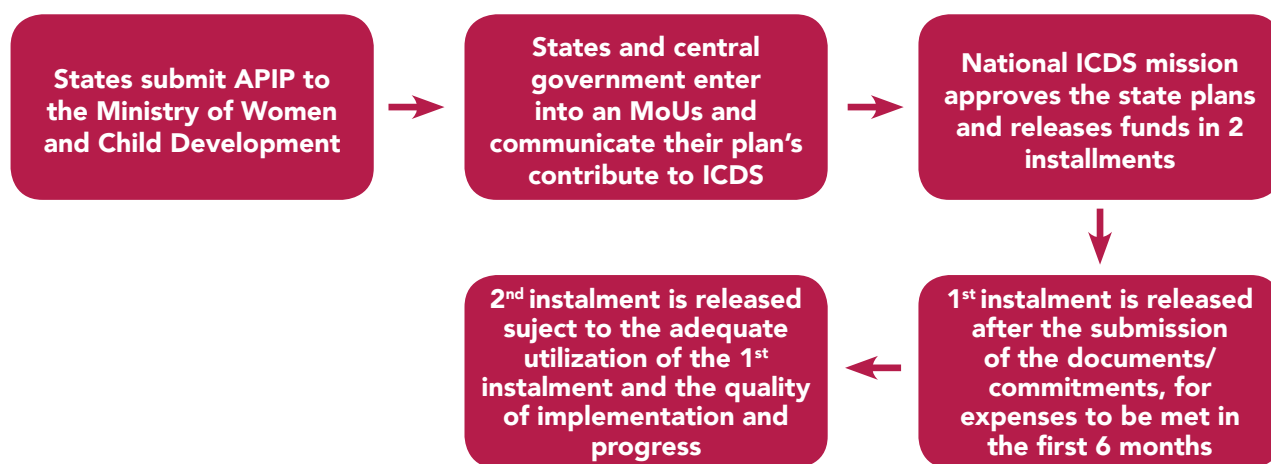 States submit APIP to
the Ministry of Women
and Child Development
States and central
government enter
into an MoUs and
communicate their plan's
contribute to ICDS
National ICDS mission
approves the state plans
and releases funds in 2
installments
1st instalment is released
after the submission
of the documents/
commitments, for
expenses to be met in
the first 6 months
2nd instalment is released
suject to the adequate
utilization of the 1st
instalment and the quality
of implementation and
progress